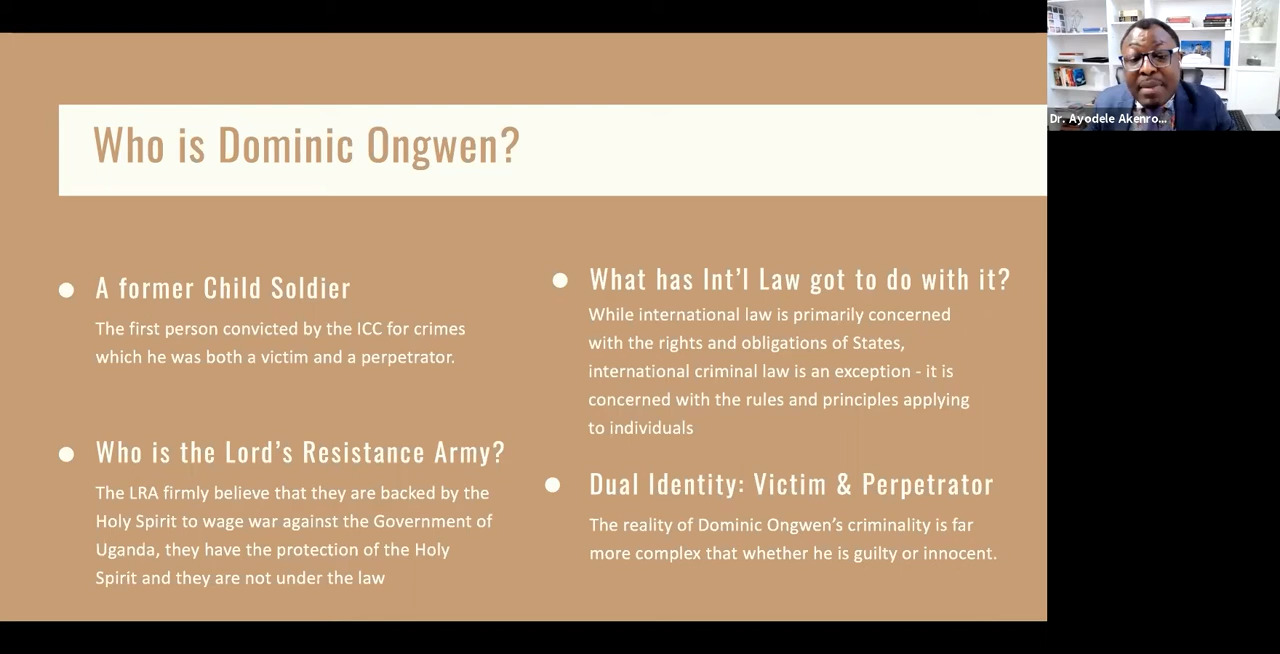 Who is Dominic Ongwen?
A former Child Soldier
The first person convicted by the ICC for crimes
which he was both a victim and a perpetrator.
Who is the Lord's Resistance Army?
The LRA firmly believe that they are backed by the
Holy Spirit to wage war against the Government of
Uganda, they have the protection of the Holy
Spirit and they are not under the law
What has Int'l Law got to do with it?
While international law is primarily concerned
with the rights and obligations of States,
international criminal law is an exception - it is
concerned with the rules and principles applying
to individuals
Dual Identity: Victim & Perpetrator
The reality of Dominic Ongwen's criminality is far
more complex that whether he is guilty or innocent.
Dr. Ayodele Akenro...